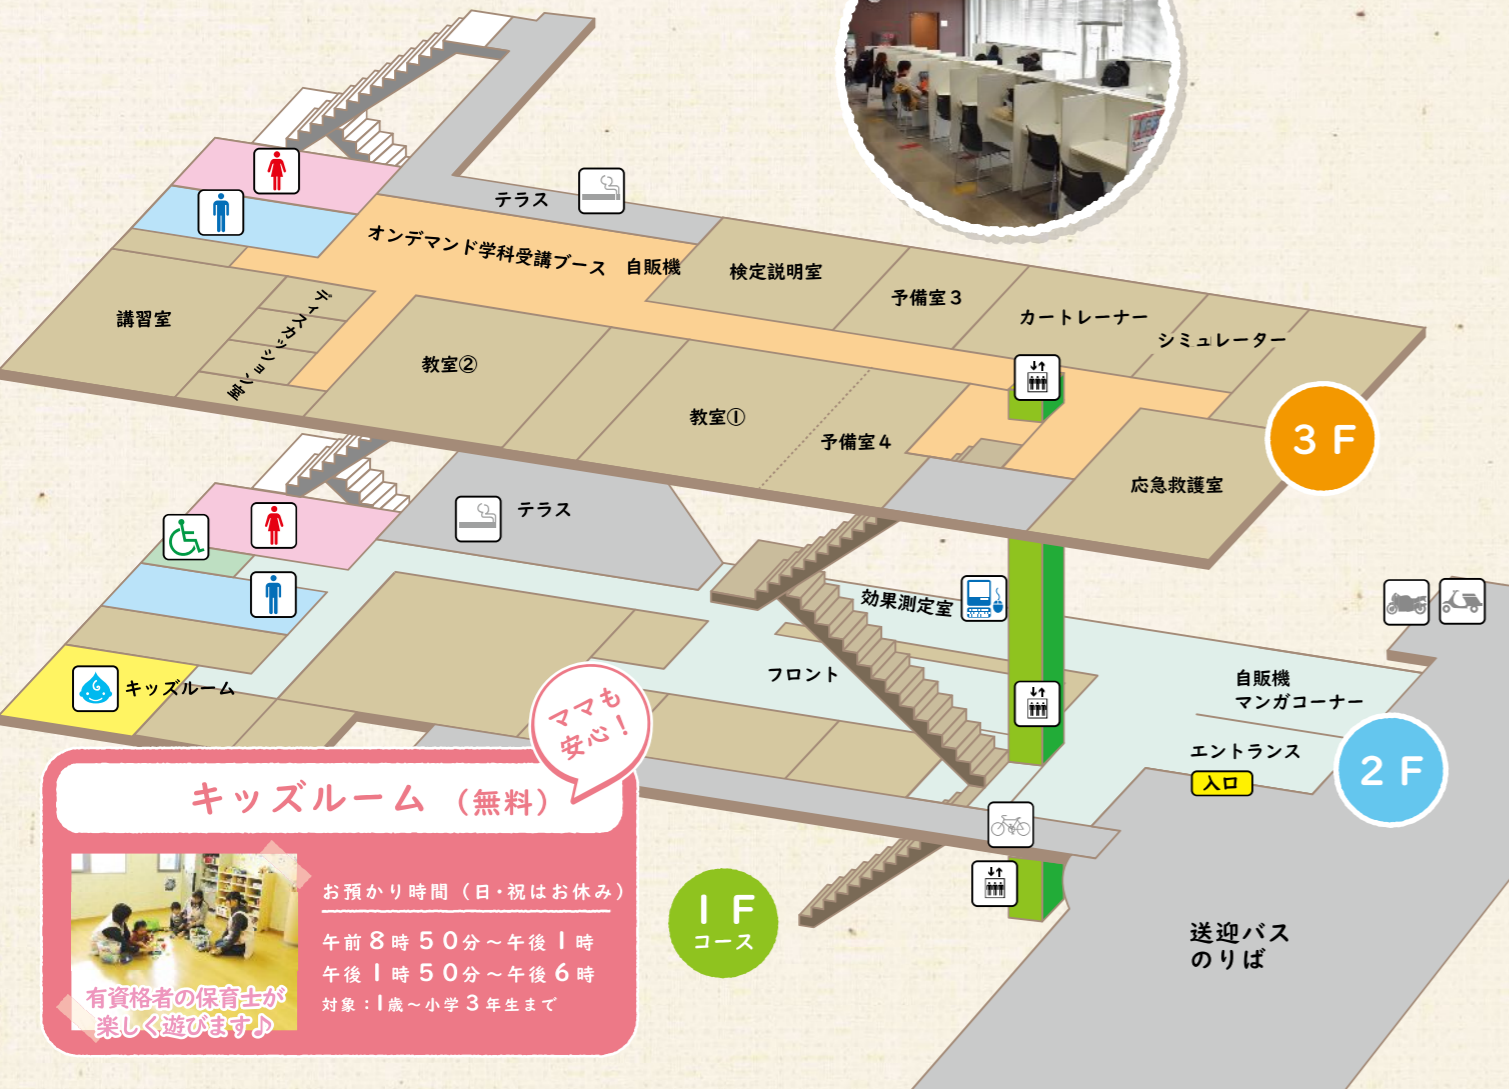 テラス
オンデマンド学科受講ブース
自販機
検定説明室
予備室3
カートレーナー
シミュレーター
講習室
ディスカッション室
教室②
教室①
予備室4
応急救護室
3F
テラス
効果測定室
フロント
キッズルーム
自販機
マンガコーナー
エントランス
入口
2F
ママも
安心！
キッズルーム（無料）
お預かり時間（日・祝はお休み）
午前8時50分～午後1時
午後1時50分～午後6時
対象：1歳～小学3年生まで
有資格者の保育士が
楽しく遊びます♪
1F
コース
送迎バス
のりば